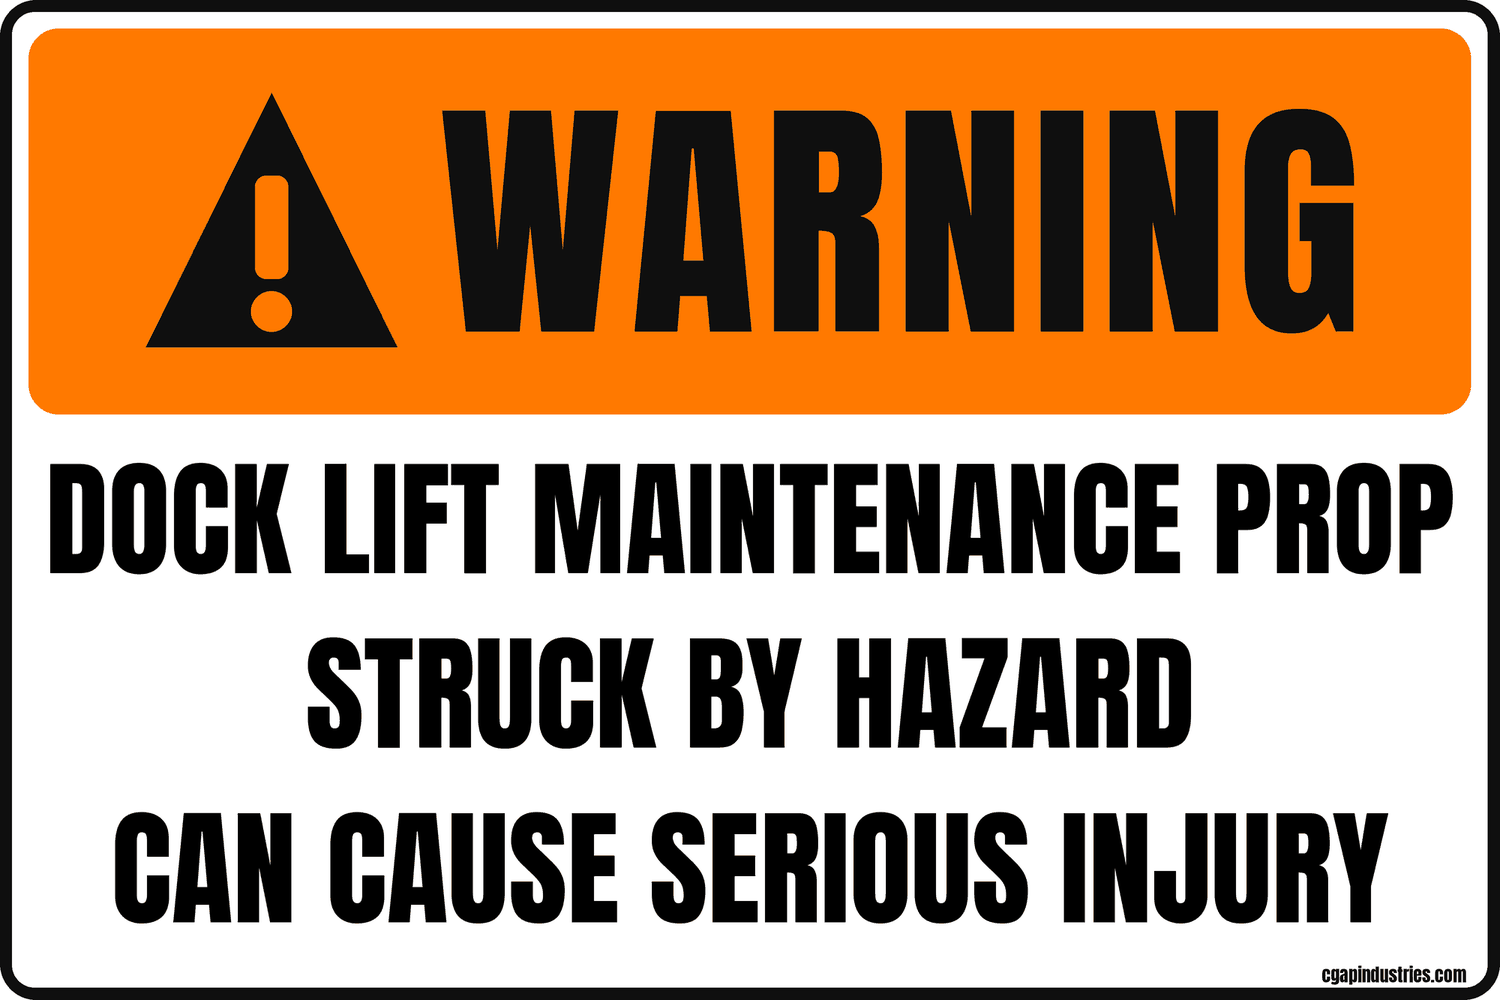 WARNING
DOCK LIFT MAINTENANCE PROP
STRUCK BY HAZARD
CAN CAUSE SERIOUS INJURY
cgapindustries.com